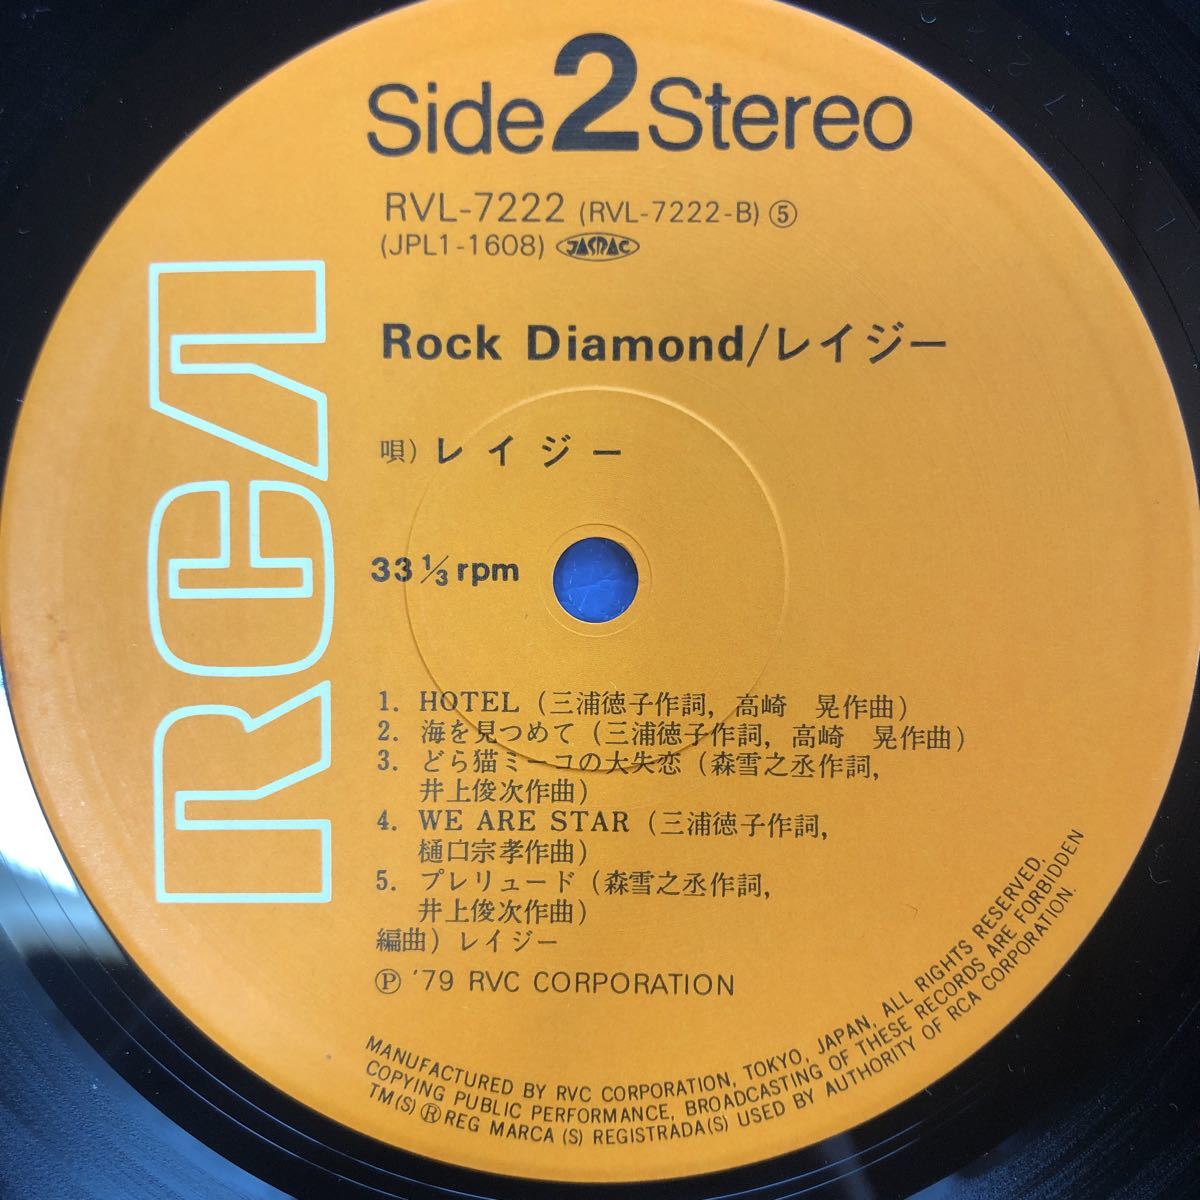 Side 2 Stereo
RVL-7222 (RVL-7222-B) ⑤
(JPL1-1608) JASRAC
Rock Diamond/レイジー
唄) レイジー
33 1/3 rpm
1. HOTEL (三浦徳子作詞, 高崎　晃作曲)
2. 海を見つめて (三浦徳子作詞, 高崎　晃作曲)
3. どら猫ミーコの大失恋 (森雪之丞作詞,
井上俊次作曲)
4. WE ARE STAR (三浦徳子作詞,
樋口宗孝作曲)
5. プレリュード (森雪之丞作詞,
井上俊次作曲)
編曲) レイジー
Ⓟ '79 RVC CORPORATION
MANUFACTURED BY RVC CORPORATION, TOKYO, JAPAN, ALL RIGHTS RESERVED,
COPYING PUBLIC PERFORMANCE, BROADCASTING OF THESE RECORDS ARE FORBIDDEN
TM(S) ® REG MARCA (S) REGISTRADA(S) USED BY AUTHORITY OF RCA CORPORATION.
RCA